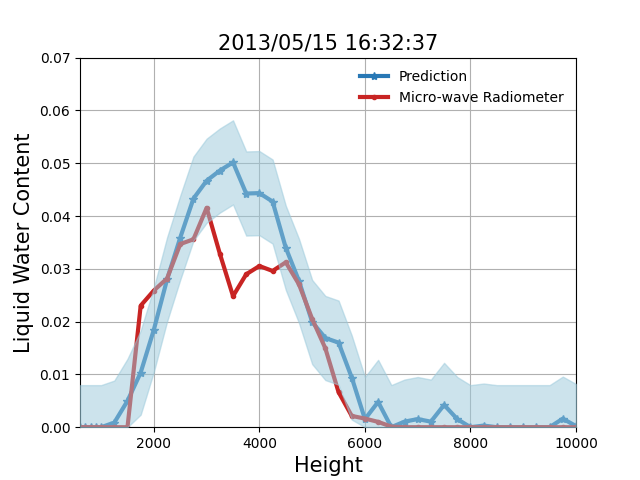 2013/05/15 16:32:37
0.07
0.06
0.05
0.04
0.03
0.02
0.01
0.00
Liquid Water Content
Prediction
Micro-wave Radiometer
2000 4000 6000 8000 10000
Height